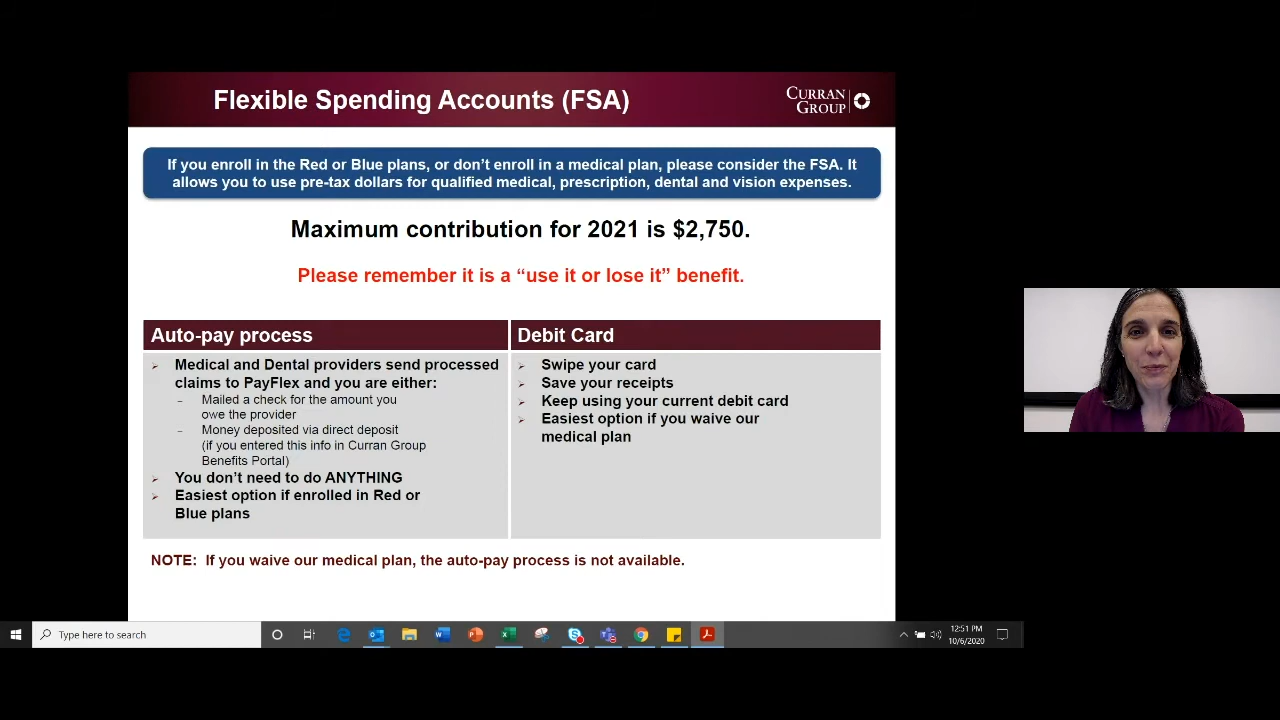 Flexible Spending Accounts (FSA)
CURRAN
GROUP
If you enroll in the Red or Blue plans, or don’t enroll in a medical plan, please consider the FSA. It
allows you to use pre-tax dollars for qualified medical, prescription, dental and vision expenses.
Maximum contribution for 2021 is $2,750.
Please remember it is a “use it or lose it” benefit.
Auto-pay process
Medical and Dental providers send processed
claims to PayFlex and you are either:
Mailed a check for the amount you
owe the provider
Money deposited via direct deposit
(if you entered this info in Curran Group
Benefits Portal)
You don’t need to do ANYTHING
Easiest option if enrolled in Red or
Blue plans
Debit Card
Swipe your card
Save your receipts
Keep using your current debit card
Easiest option if you waive our
medical plan
NOTE: If you waive our medical plan, the auto-pay process is not available.
Type here to search
12:51 PM
10/6/2020